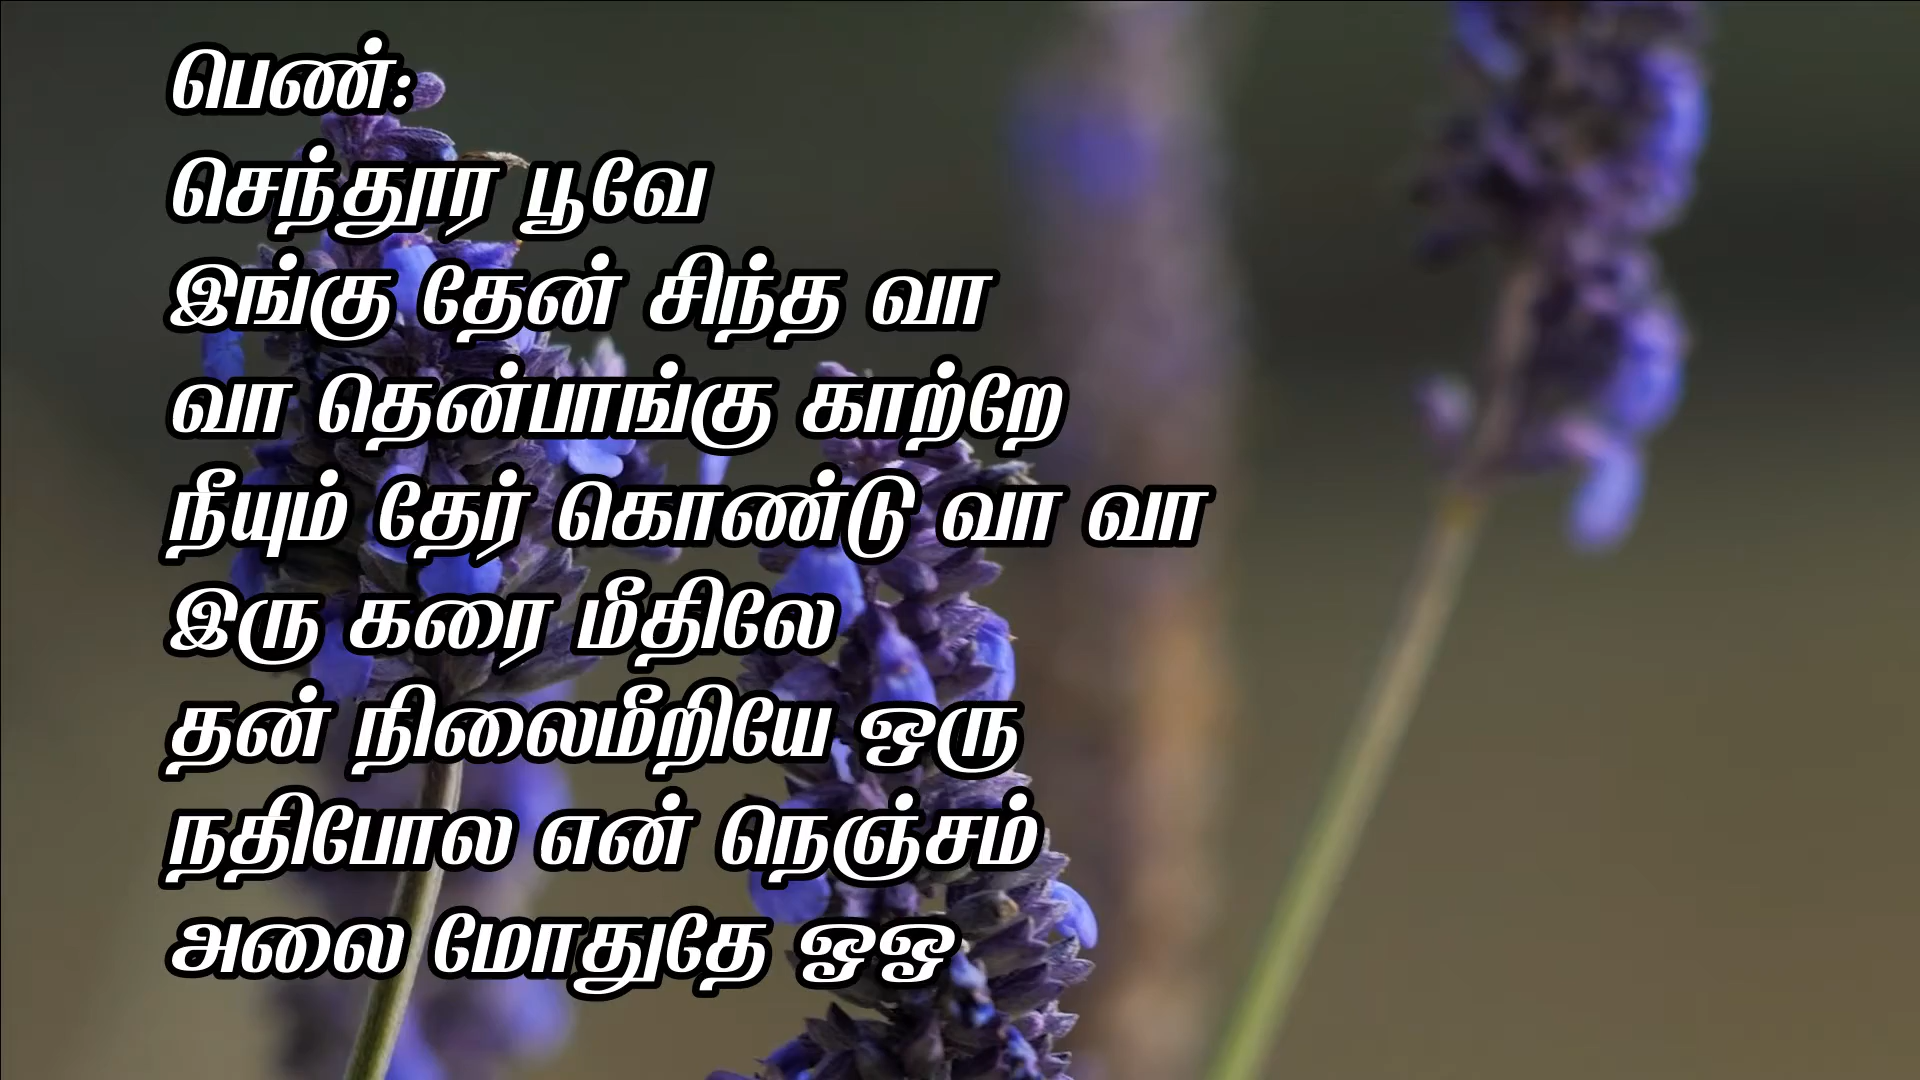 பெண்:
செந்தூர பூவே
இங்கு தேன் சிந்த வா
வா தென்பாங்கு காற்றே
நீயும் தேர் கொண்டு வா வா
இரு கரை மீதிலே
தன் நிலைமீறியே ஒரு
நதிபோல என் நெஞ்சம்
அலை மோதுதே ஓஓ